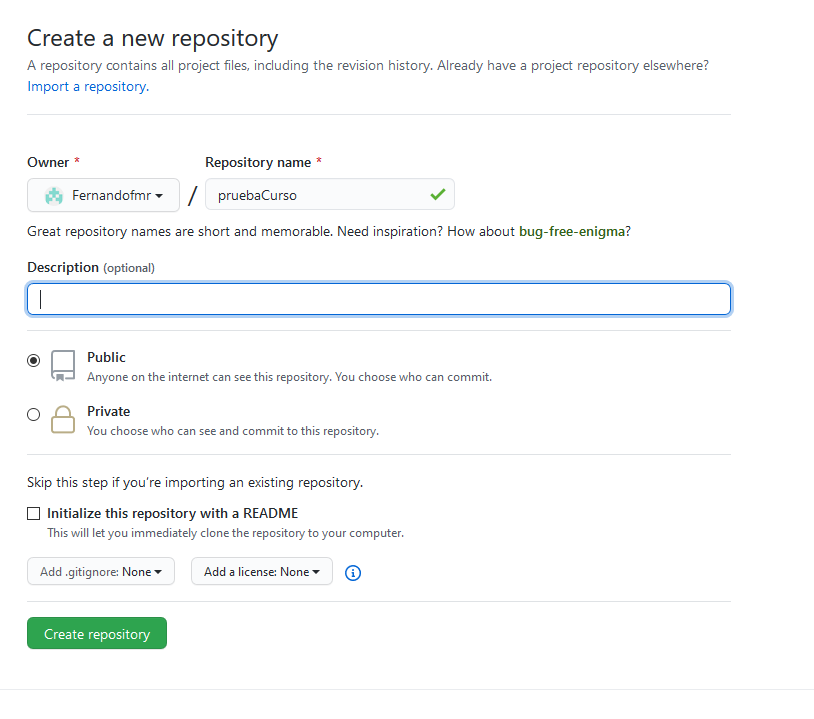 Create a new repository
A repository contains all project files, including the revision history. Already have a project repository elsewhere?
Import a repository.
Owner * Repository name *
Fernandofmr / pruebaCurso
Great repository names are short and memorable. Need inspiration? How about bug-free-enigma?
Description (optional)
Public
Anyone on the internet can see this repository. You choose who can commit.
Private
You choose who can see and commit to this repository.
Skip this step if you’re importing an existing repository.
Initialize this repository with a README
This will let you immediately clone the repository to your computer.
Add .gitignore: None Add a license: None
Create repository